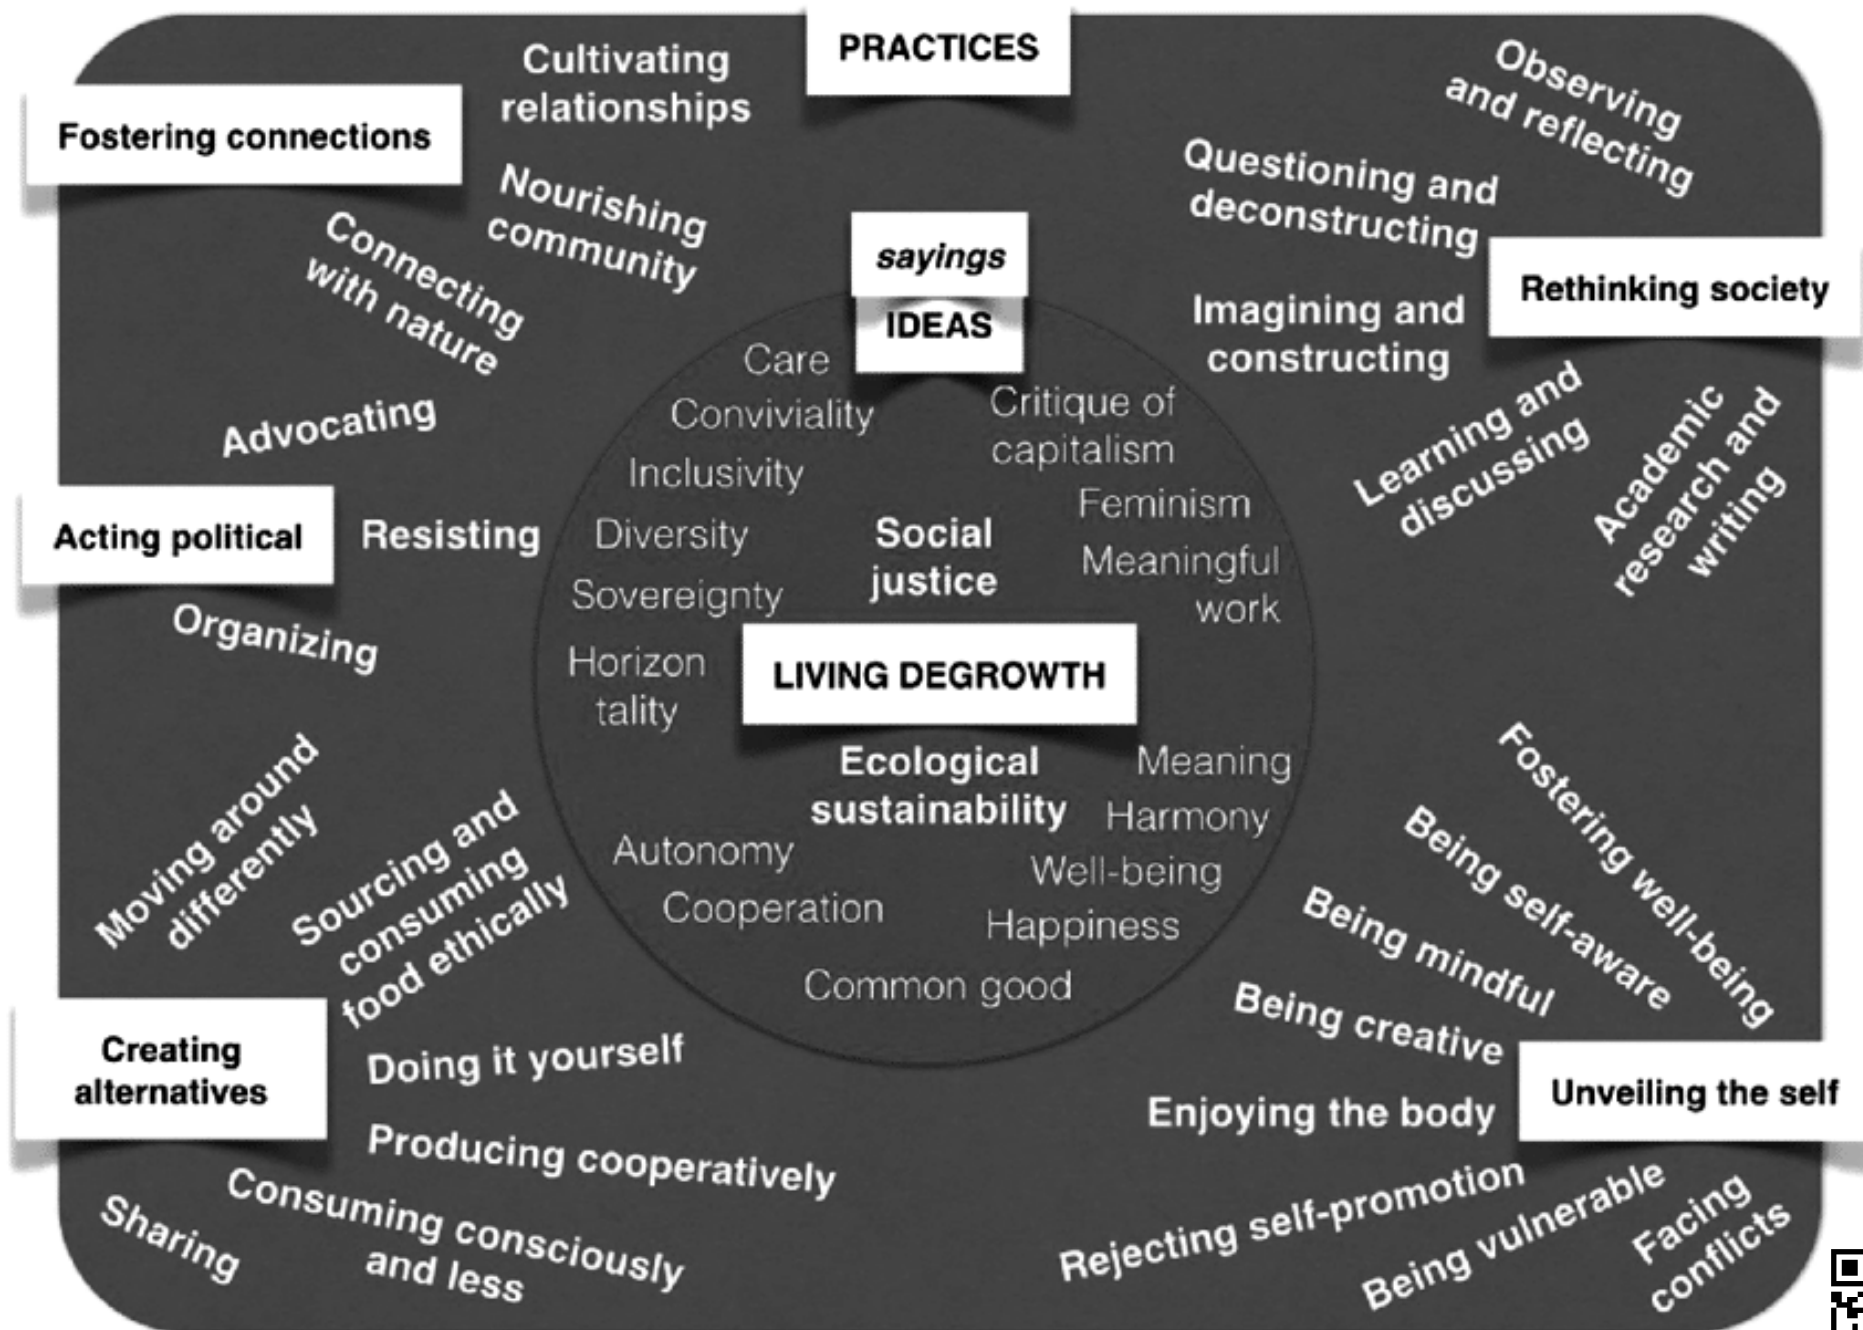 PRACTICES
Fostering connections
Cultivating
relationships
Nourishing
community
Connecting
with nature
Observing
and reflecting
Questioning and
deconstructing
Rethinking society
Imagining and
constructing
Learning and
discussing
Academic
research and
writing
Advocating
Acting political
Resisting
Organizing
sayings
IDEAS
Care
Conviviality
Inclusivity
Diversity
Sovereignty
Horizon
tality
Critique of
capitalism
Feminism
Meaningful
work
Social
justice
LIVING DEGROWTH
Ecological
sustainability
Meaning
Harmony
Well-being
Happiness
Autonomy
Cooperation
Common good
Moving around
differently
Sourcing and
consuming
food ethically
Creating
alternatives
Doing it yourself
Producing cooperatively
Consuming consciously
and less
Sharing
Fostering well-being
Being self-aware
Being mindful
Being creative
Enjoying the body
Unveiling the self
Rejecting self-promotion
Being vulnerable
Facing
conflicts